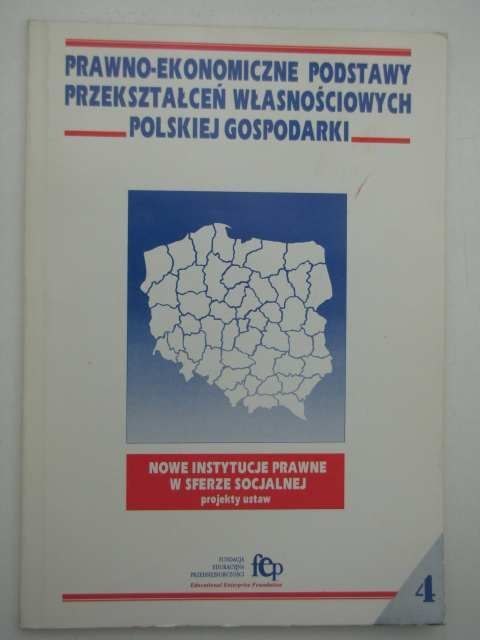 PRAWNO-EKONOMICZNE PODSTAWY
PRZEKSZTAŁCEŃ WŁASNOŚCIOWYCH
POLSKIEJ GOSPODARKI
NOWE INSTYTUCJE PRAWNE
W SFERZE SOCJALNEJ
projekty ustaw
FUNDACJA
EDUKACYJNA
PRZEDSIĘBIORCZOŚCI
fep
Educational Enterprise Foundation
4